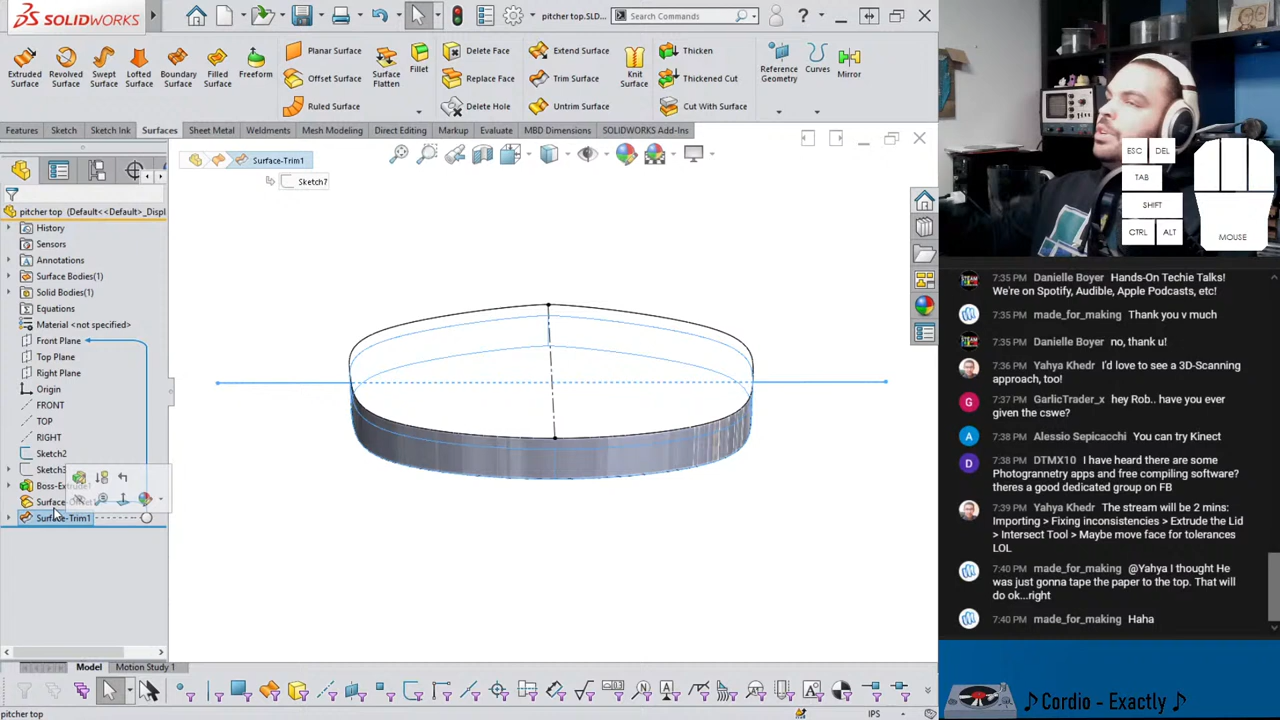 SOLIDWORKS
pitcher top.SLD...
Search Commands
Extruded Surface
Revolved Surface
Swept Surface
Lofted Surface
Boundary Surface
Filled Surface
Freeform
Planar Surface
Offset Surface
Ruled Surface
Surface Flatten
Fillet
Delete Face
Replace Face
Delete Hole
Extend Surface
Trim Surface
Untrim Surface
Knit Surface
Thicken
Thickened Cut
Cut With Surface
Reference Geometry
Curves
Mirror
Features
Sketch
Sketch Ink
Surfaces
Sheet Metal
Weldments
Mesh Modeling
Direct Editing
Markup
Evaluate
MBD Dimensions
SOLIDWORKS Add-Ins
Surface-Trim1
Sketch7
pitcher top (Default<<Default>_Displ
History
Sensors
Annotations
Surface Bodies(1)
Solid Bodies(1)
Equations
Material <not specified>
Front Plane
Top Plane
Right Plane
Origin
FRONT
TOP
RIGHT
Sketch2
Sketch3
Surface-Trim1
Model
Motion Study 1
pitcher top
IPS
ESC
DEL
TAB
SHIFT
CTRL
ALT
MOUSE
7:35 PM Danielle Boyer Hands-On Techie Talks!
We're on Spotify, Audible, Apple Podcasts, etc!
7:35 PM made_for_making Thank you v much
7:35 PM Danielle Boyer no, thank u!
7:36 PM Yahya Khedr I'd love to see a 3D-Scanning
approach, too!
7:37 PM GarlicTrader_x hey Rob.. have you ever
given the cswe?
7:38 PM Alessio Sepicacchi You can try Kinect
7:38 PM DTMX10 I have heard there are some
Photogrannetry apps and free compiling software?
theres a good dedicated group on FB
7:39 PM Yahya Khedr The stream will be 2 mins:
Importing > Fixing inconsistencies > Extrude the Lid
> Intersect Tool > Maybe move face for tolerances
LOL
7:40 PM made_for_making @Yahya I thought He
was just gonna tape the paper to the top. That will
do ok...right
7:40 PM made_for_making Haha
♪ Cordio - Exactly ♪